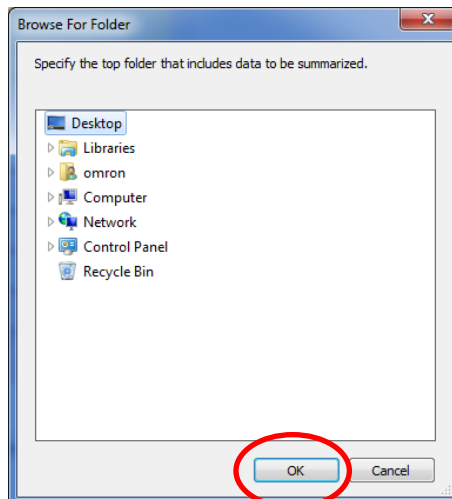 Browse For Folder
Specify the top folder that includes data to be summarized.
Desktop
Libraries
omron
Computer
Network
Control Panel
Recycle Bin
OK Cancel